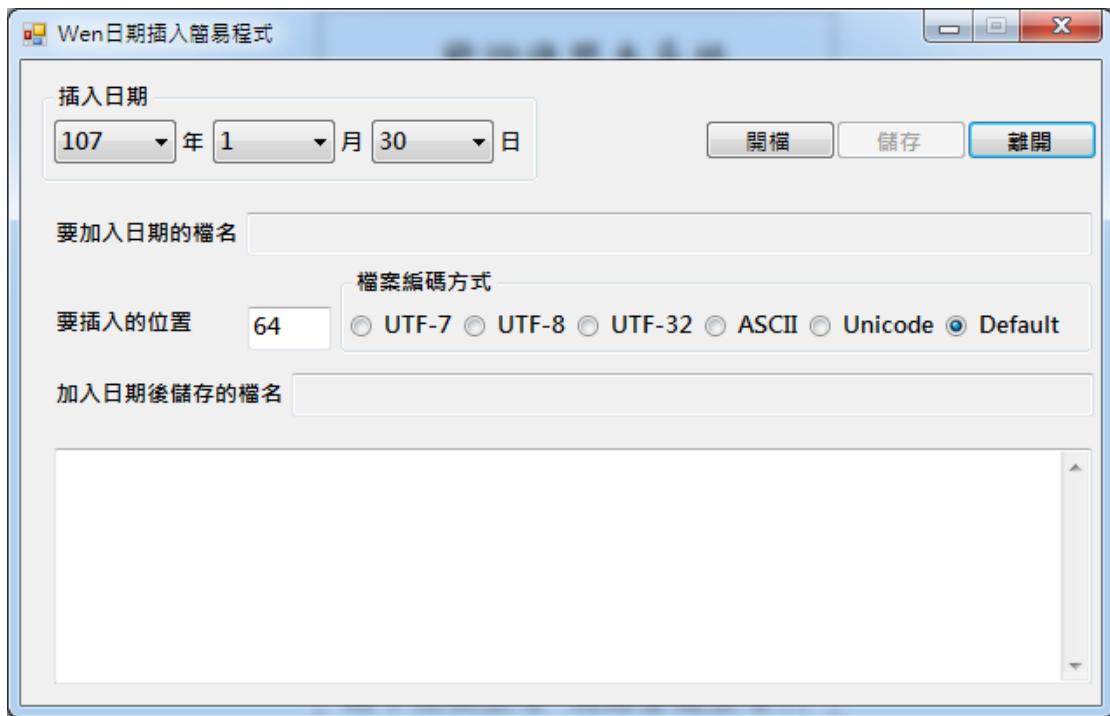 Wen日期插入簡易程式
插入日期
107 年 1 月 30 日
開檔 儲存 離開
要加入日期的檔名
檔案編碼方式
要插入的位置 64 UTF-7 UTF-8 UTF-32 ASCII Unicode Default
加入日期後儲存的檔名